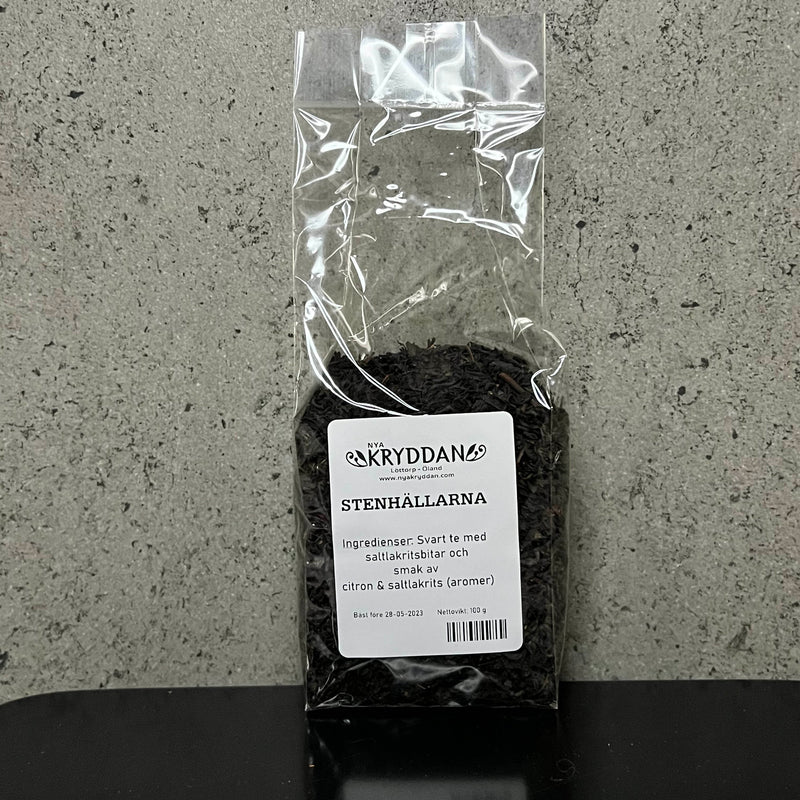 NYA
KRYDDAN
Löttorp - Öland
www.nyakryddan.com
STENHÄLLARNA
Ingredienser: Svart te med
saltlakritsbitar och
smak av
citron & saltlakrits (aromer)
Bäst före 28-05-2023 Nettovikt: 100 g